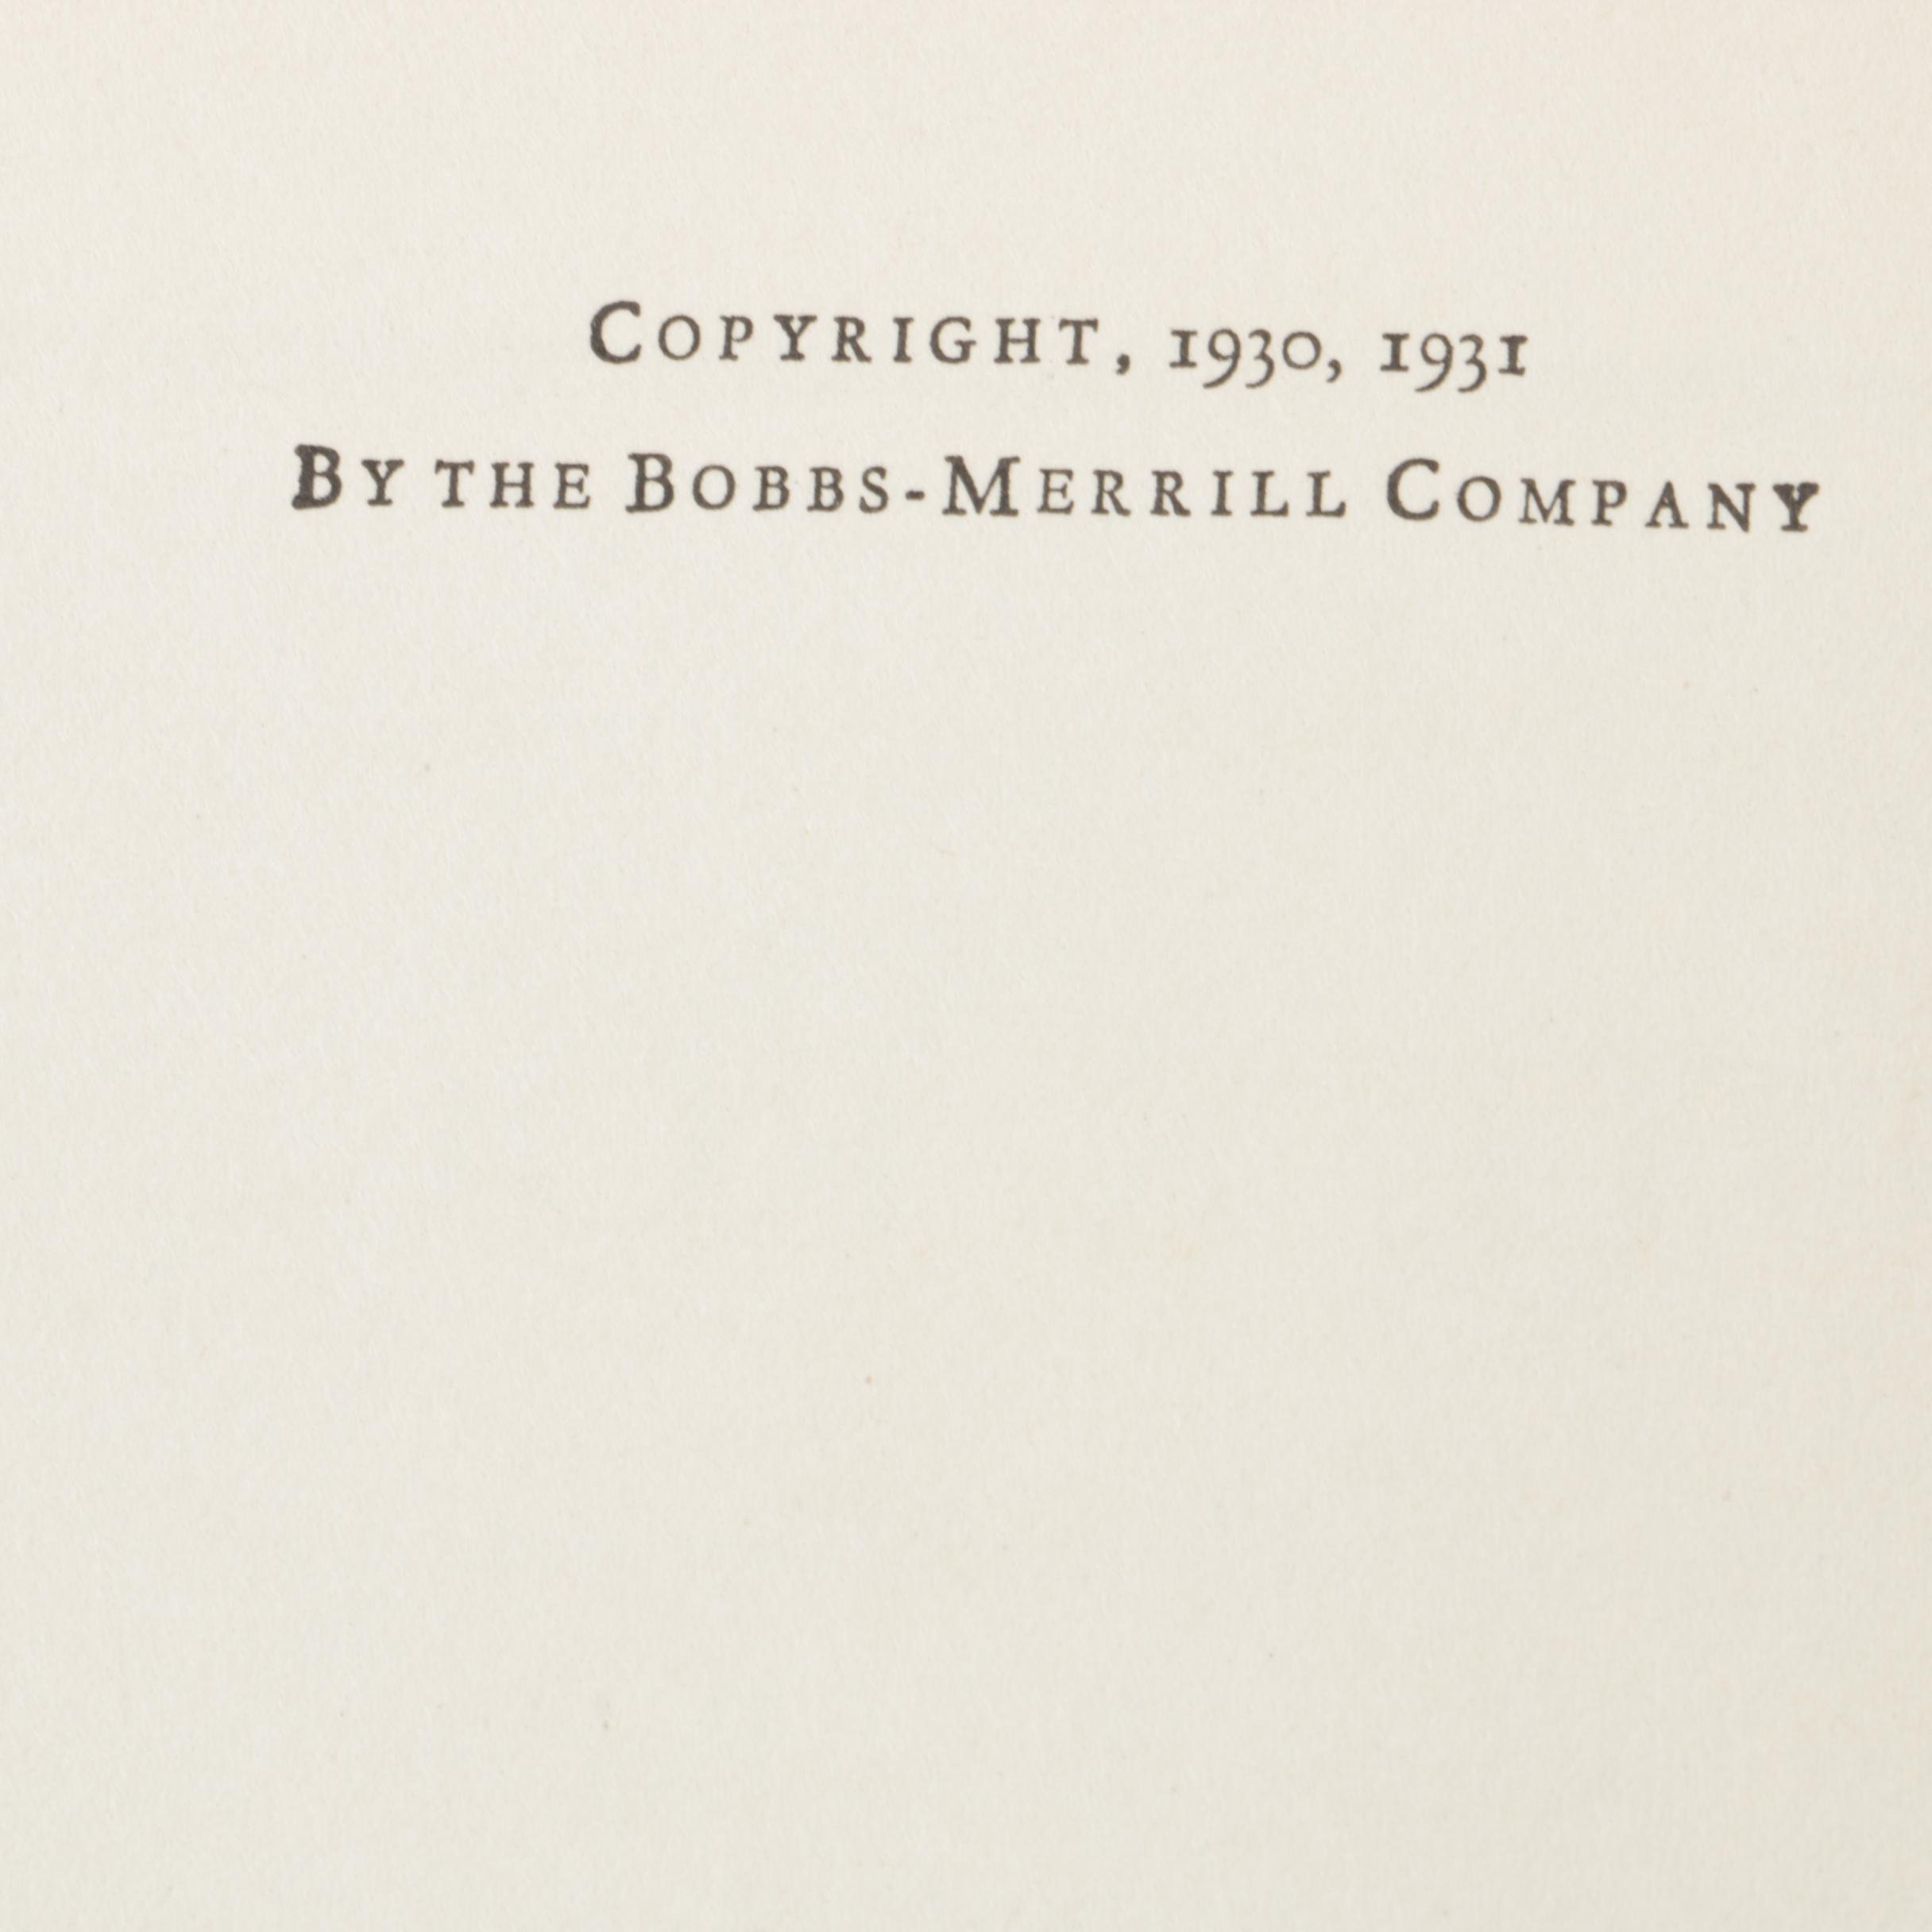 Copyright, 1930, 1931
By the Bobbs-Merrill Company